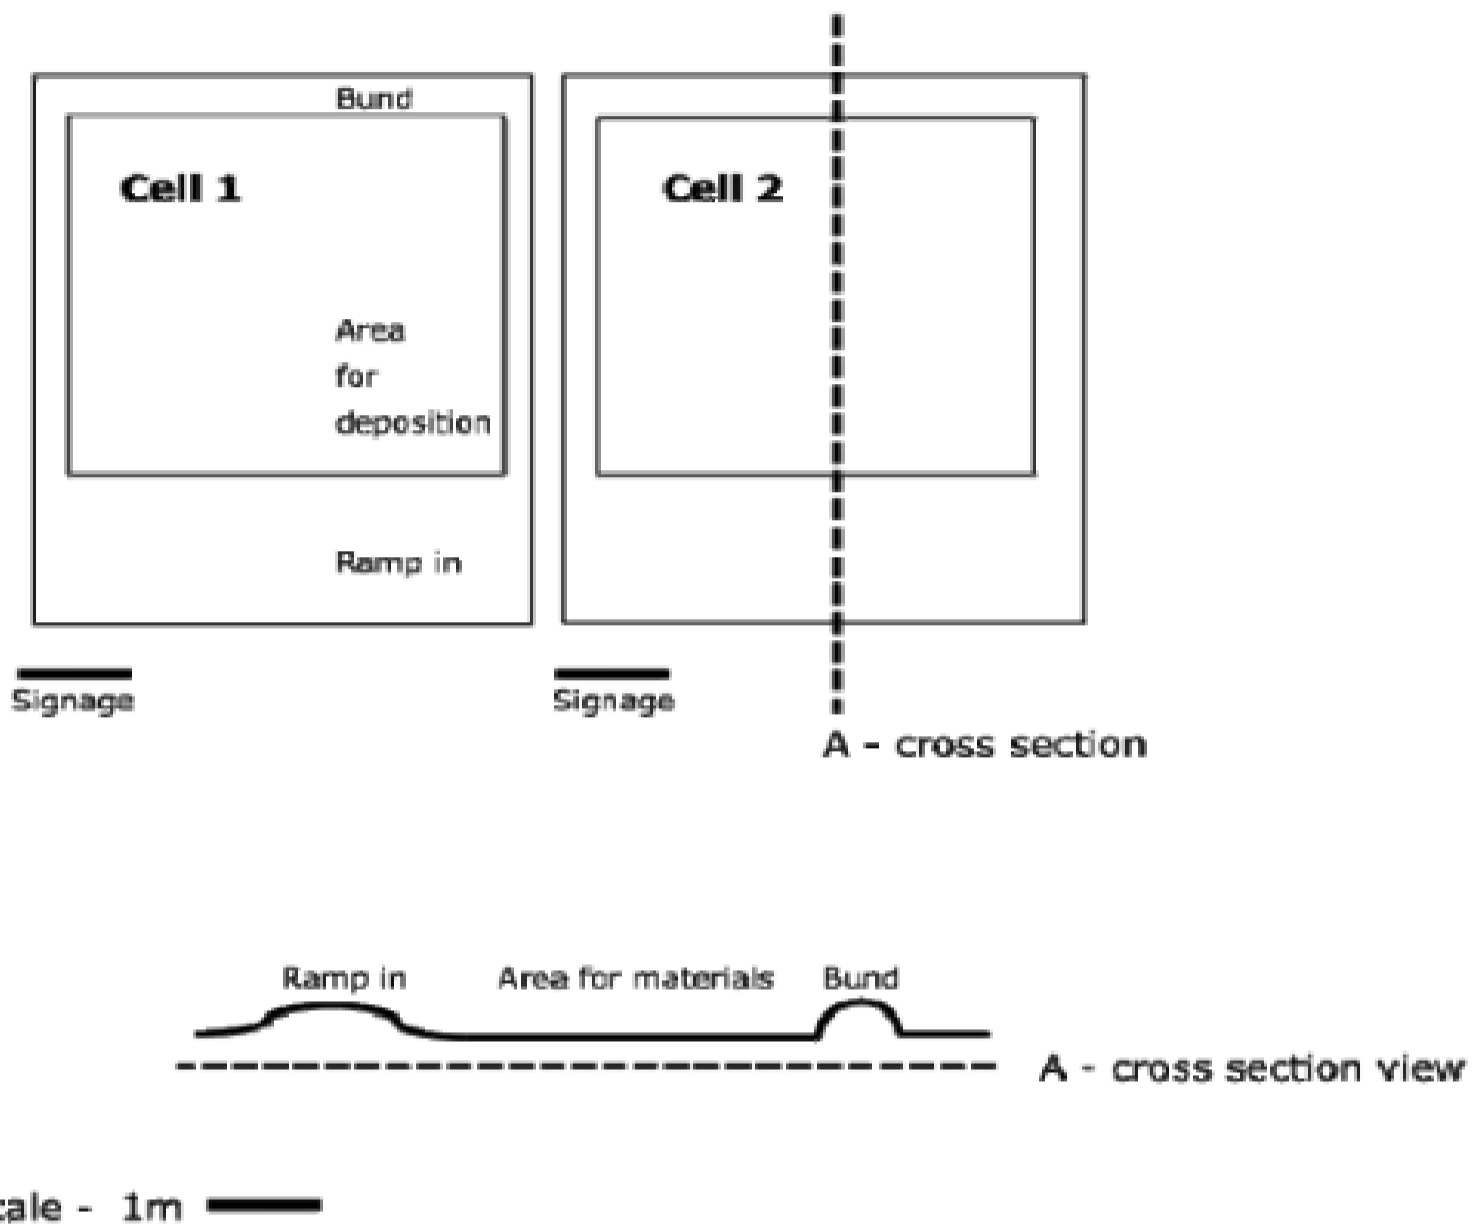 Bund
Cell 1
Cell 2
Area
for
deposition
Ramp in
Signage
Signage
A - cross section
Ramp in
Area for materials
Bund
A - cross section view
cale - 1m